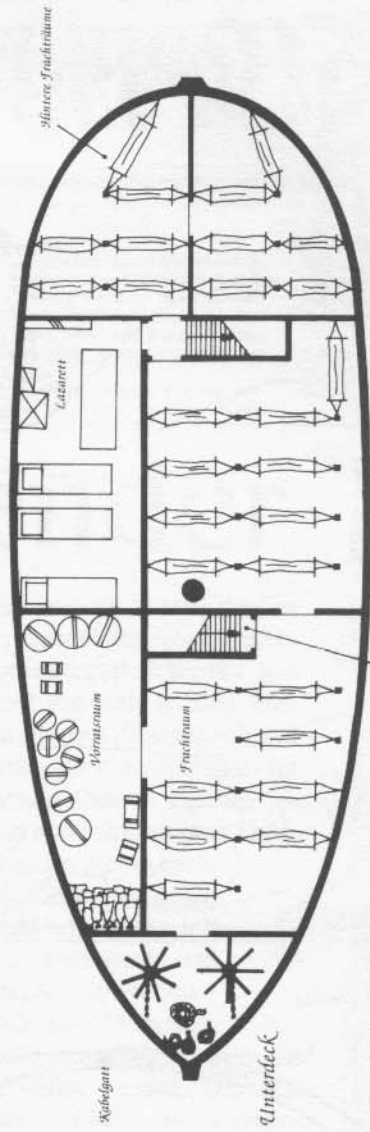 Hintere Frachträume
Lazarett
Vorratsraum
Frachtraum
Kabelgatt
Unterdeck